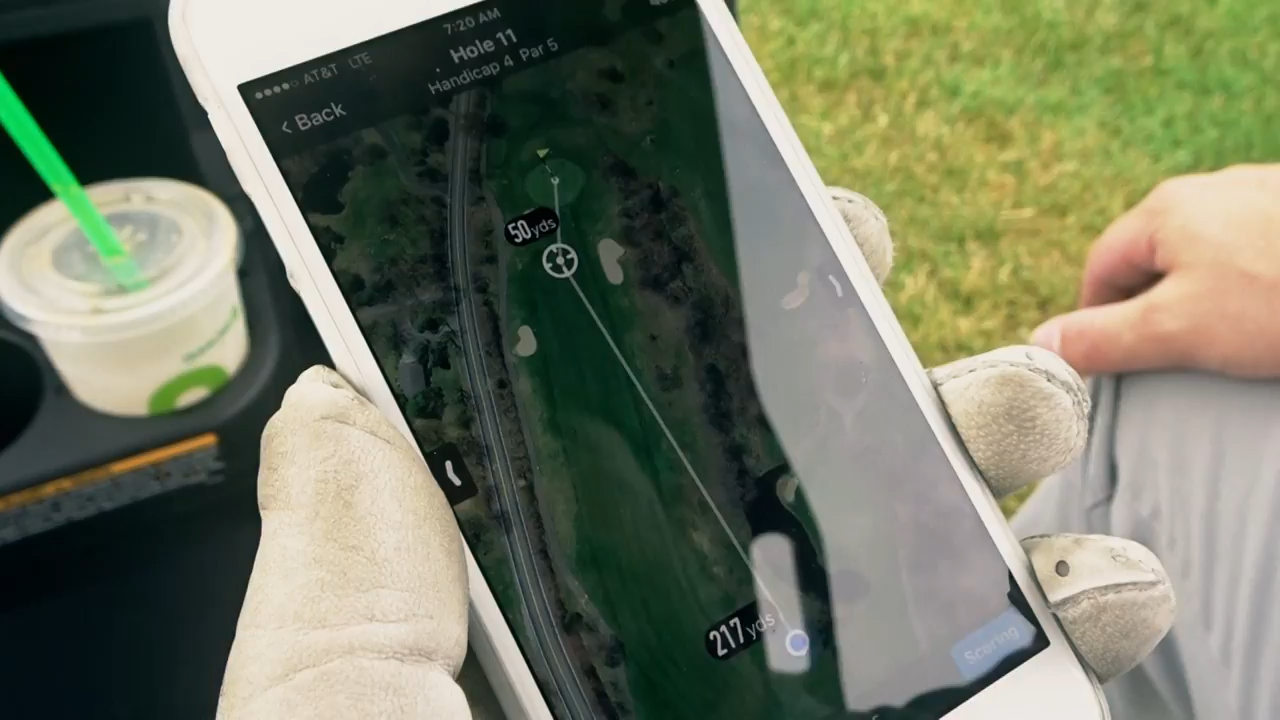 AT&T LTE
7:20 AM
< Back
Hole 11
Handicap 4 Par 5
50yds
217yds
Scoring